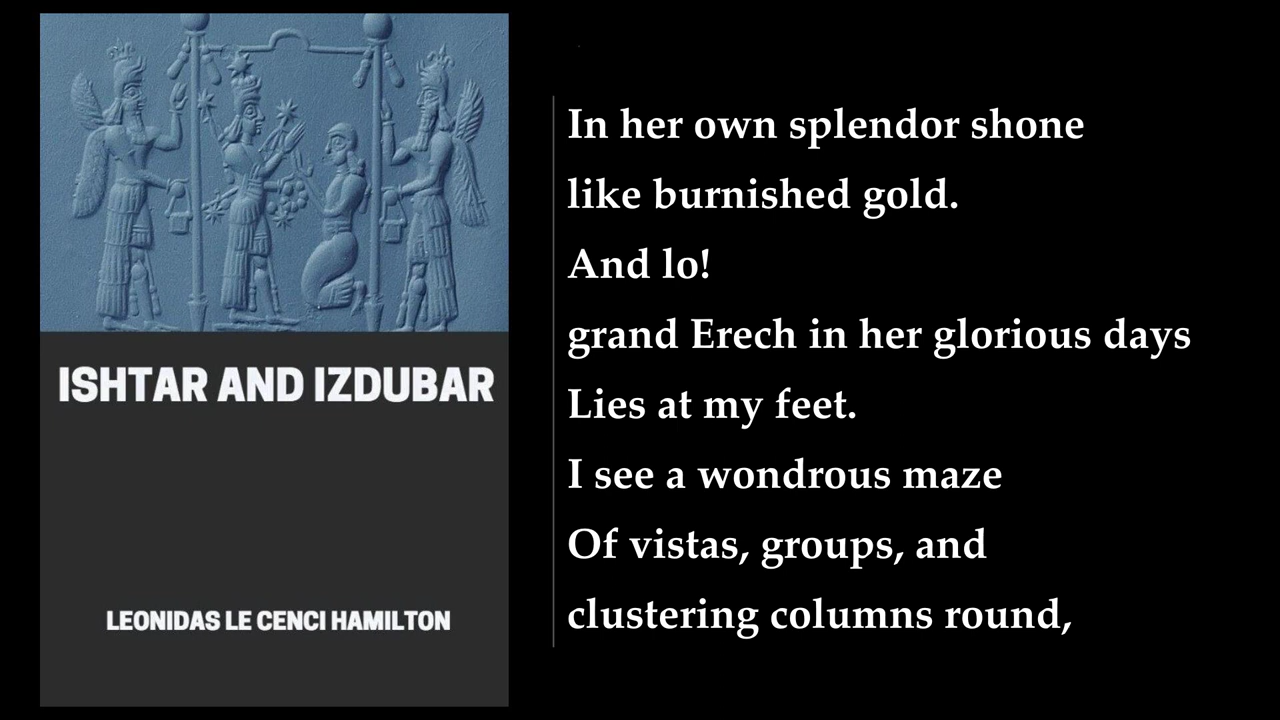 ISHTAR AND IZDUBAR
LEONIDAS LE CENCI HAMILTON
In her own splendor shone
like burnished gold.
And lo!
grand Erech in her glorious days
Lies at my feet.
I see a wondrous maze
Of vistas, groups, and
clustering columns round,